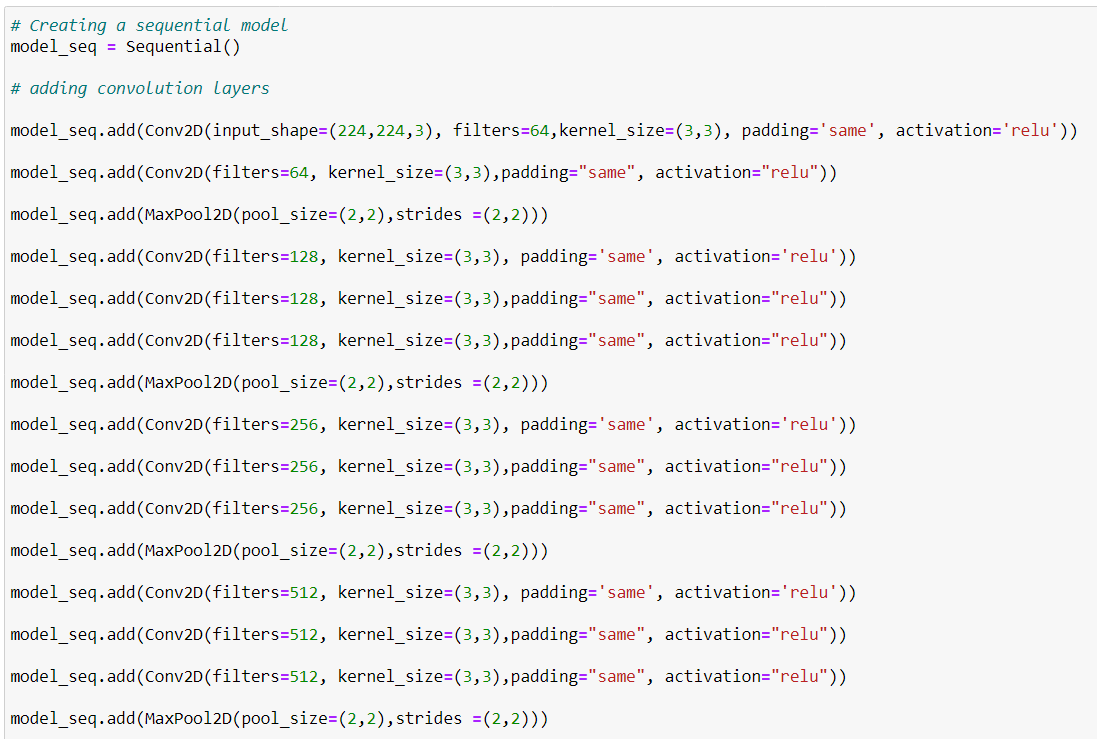 # Creating a sequential model
model_seq = Sequential()
# adding convolution layers
model_seq.add(Conv2D(input_shape=(224,224,3), filters=64,kernel_size=(3,3), padding='same', activation='relu'))
model_seq.add(Conv2D(filters=64, kernel_size=(3,3),padding="same", activation="relu"))
model_seq.add(MaxPool2D(pool_size=(2,2),strides =(2,2)))
model_seq.add(Conv2D(filters=128, kernel_size=(3,3), padding='same', activation='relu'))
model_seq.add(Conv2D(filters=128, kernel_size=(3,3),padding="same", activation="relu"))
model_seq.add(Conv2D(filters=128, kernel_size=(3,3),padding="same", activation="relu"))
model_seq.add(MaxPool2D(pool_size=(2,2),strides =(2,2)))
model_seq.add(Conv2D(filters=256, kernel_size=(3,3), padding='same', activation='relu'))
model_seq.add(Conv2D(filters=256, kernel_size=(3,3),padding="same", activation="relu"))
model_seq.add(Conv2D(filters=256, kernel_size=(3,3),padding="same", activation="relu"))
model_seq.add(MaxPool2D(pool_size=(2,2),strides =(2,2)))
model_seq.add(Conv2D(filters=512, kernel_size=(3,3), padding='same', activation='relu'))
model_seq.add(Conv2D(filters=512, kernel_size=(3,3),padding="same", activation="relu"))
model_seq.add(Conv2D(filters=512, kernel_size=(3,3),padding="same", activation="relu"))
model_seq.add(MaxPool2D(pool_size=(2,2),strides =(2,2)))